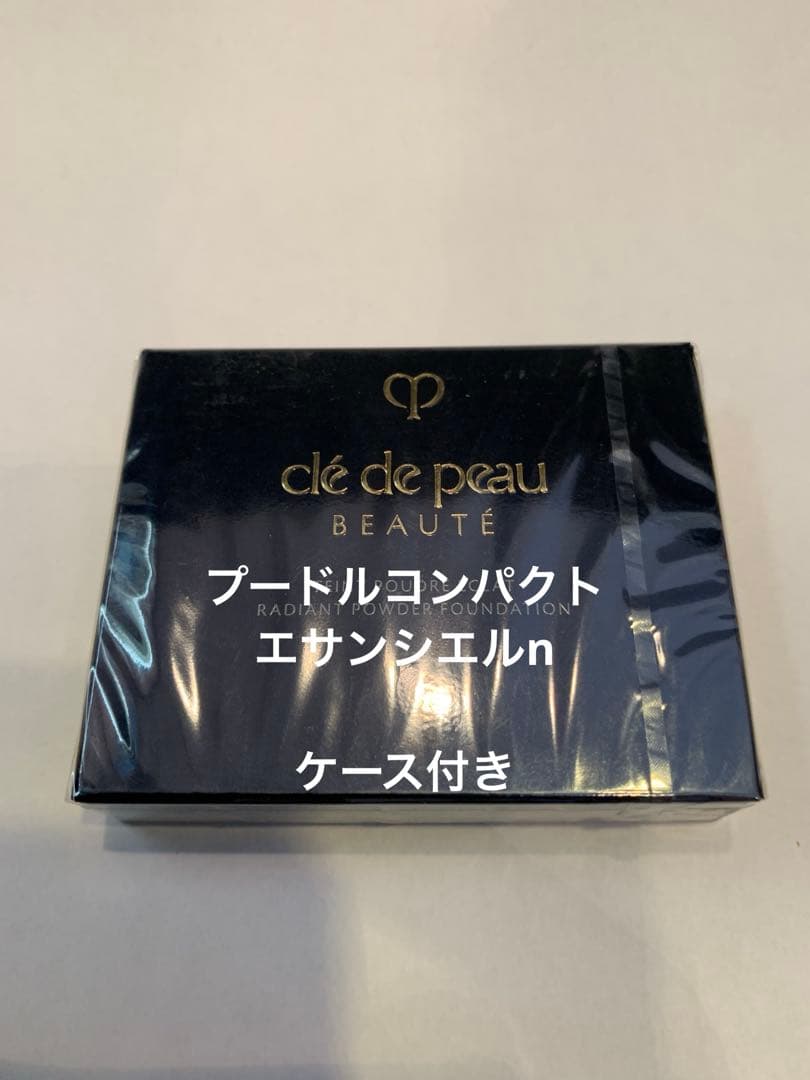 clé de peau
BEAUTÉ
プードルコンパクト
RADIANT POWDER FOUNDATION
エサンシエルn
ケース付き